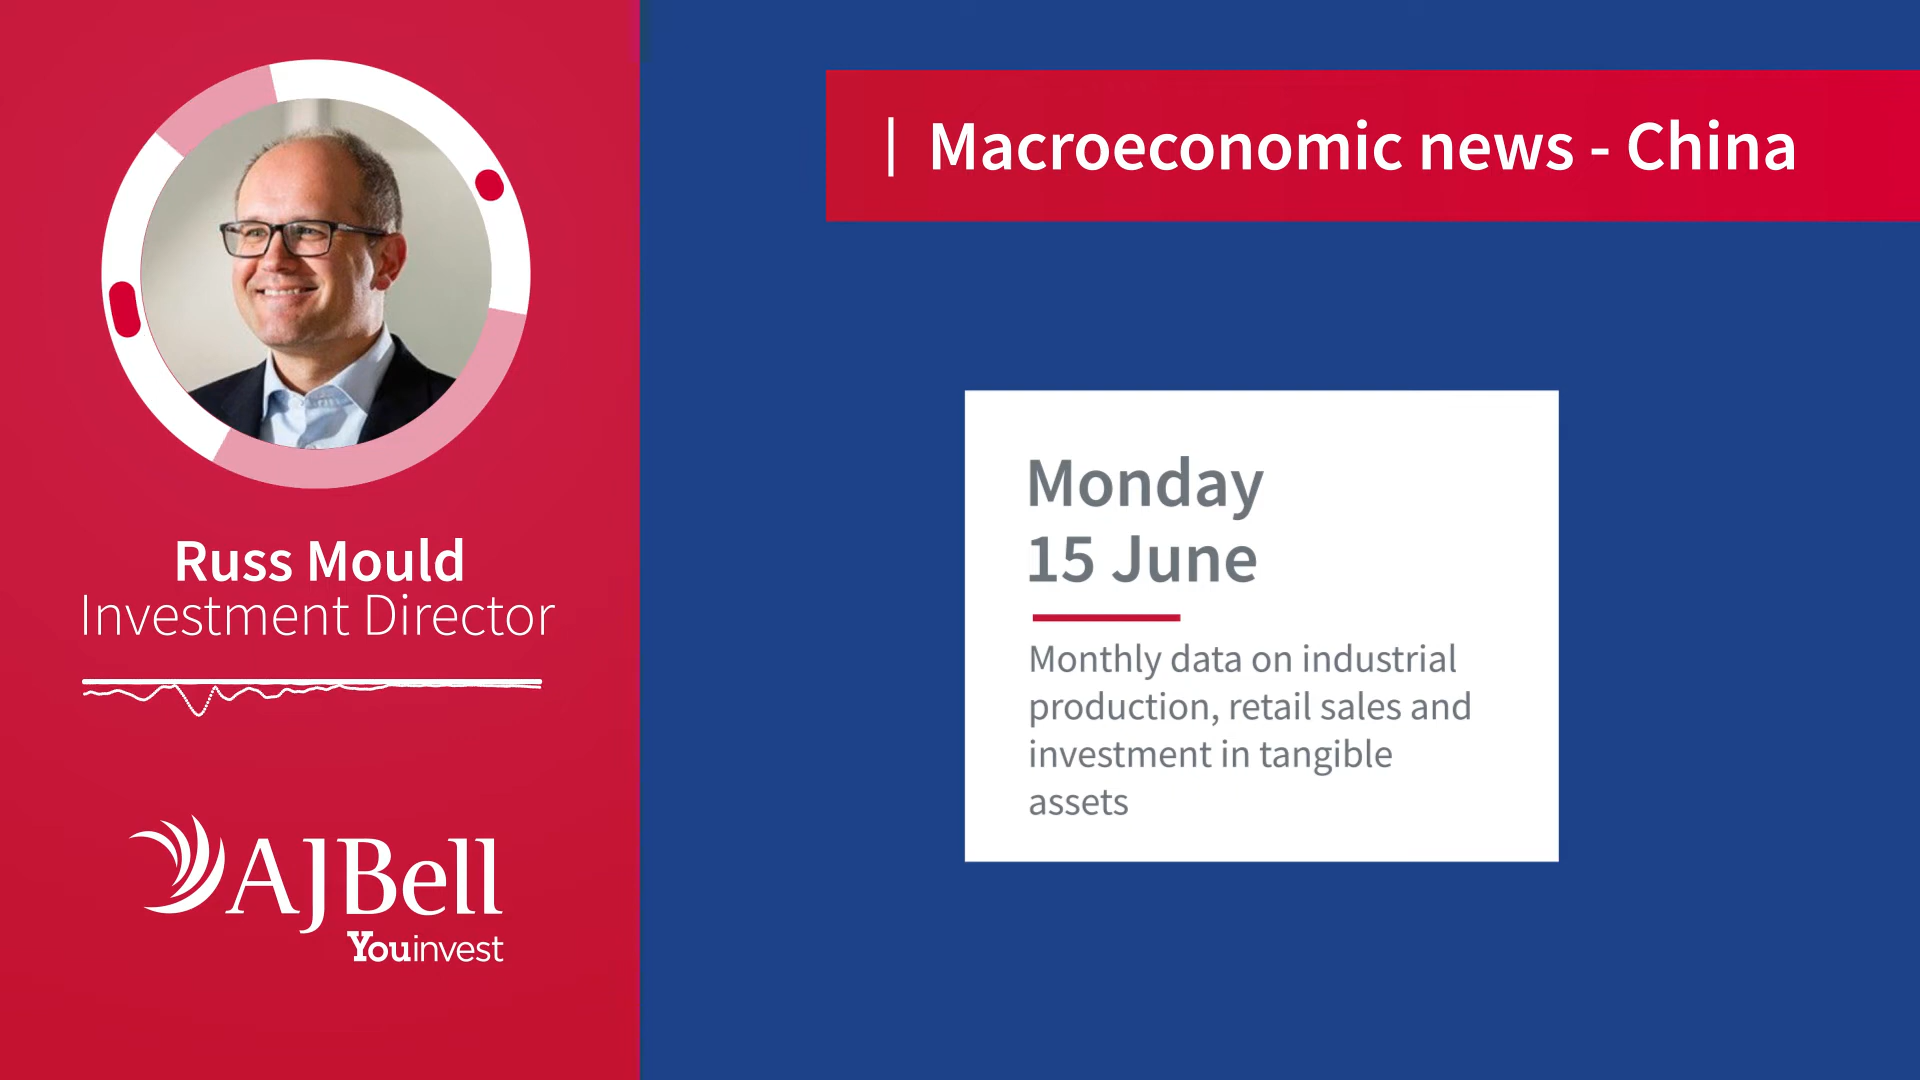 Russ Mould
Investment Director
AJBell
Youinvest
| Macroeconomic news - China
Monday
15 June
Monthly data on industrial
production, retail sales and
investment in tangible
assets